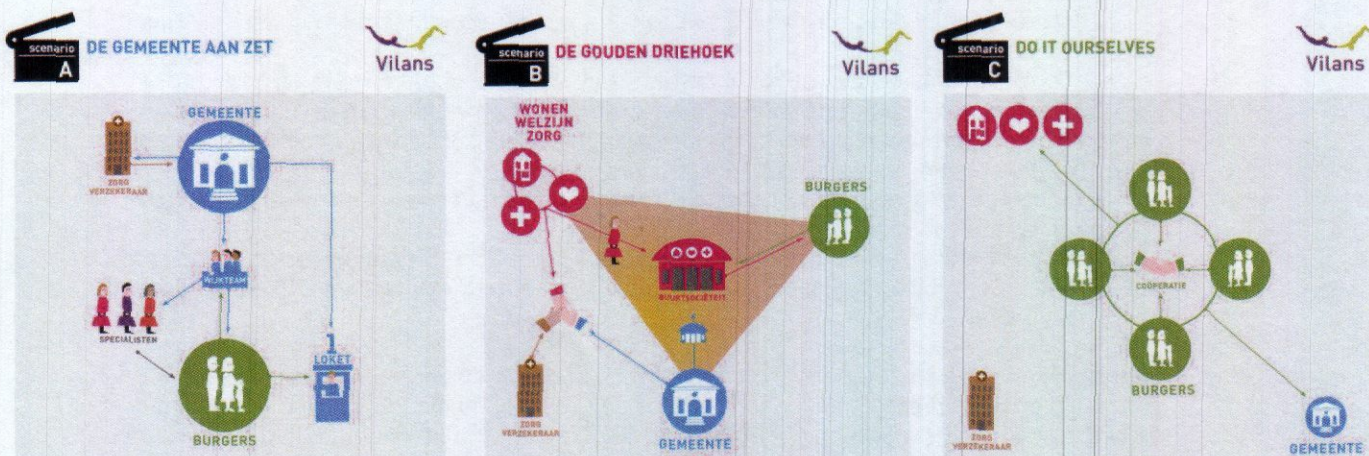 scenario
A
DE GEMEENTE AAN ZET
Vilans
GEMEENTE
ZORG
VERZEKERAAR
WIJKTEAM
SPECIALISTEN
1
LOKET
BURGERS
scenario
B
DE GOUDEN DRIEHOEK
Vilans
WONEN
WELZIJN
ZORG
BURGERS
BUURTSOCIËTEIT
ZORG
VERZEKERAAR
GEMEENTE
scenario
C
DO IT OURSELVES
Vilans
COÖPERATIE
BURGERS
ZORG
VERZEKERAAR
GEMEENTE